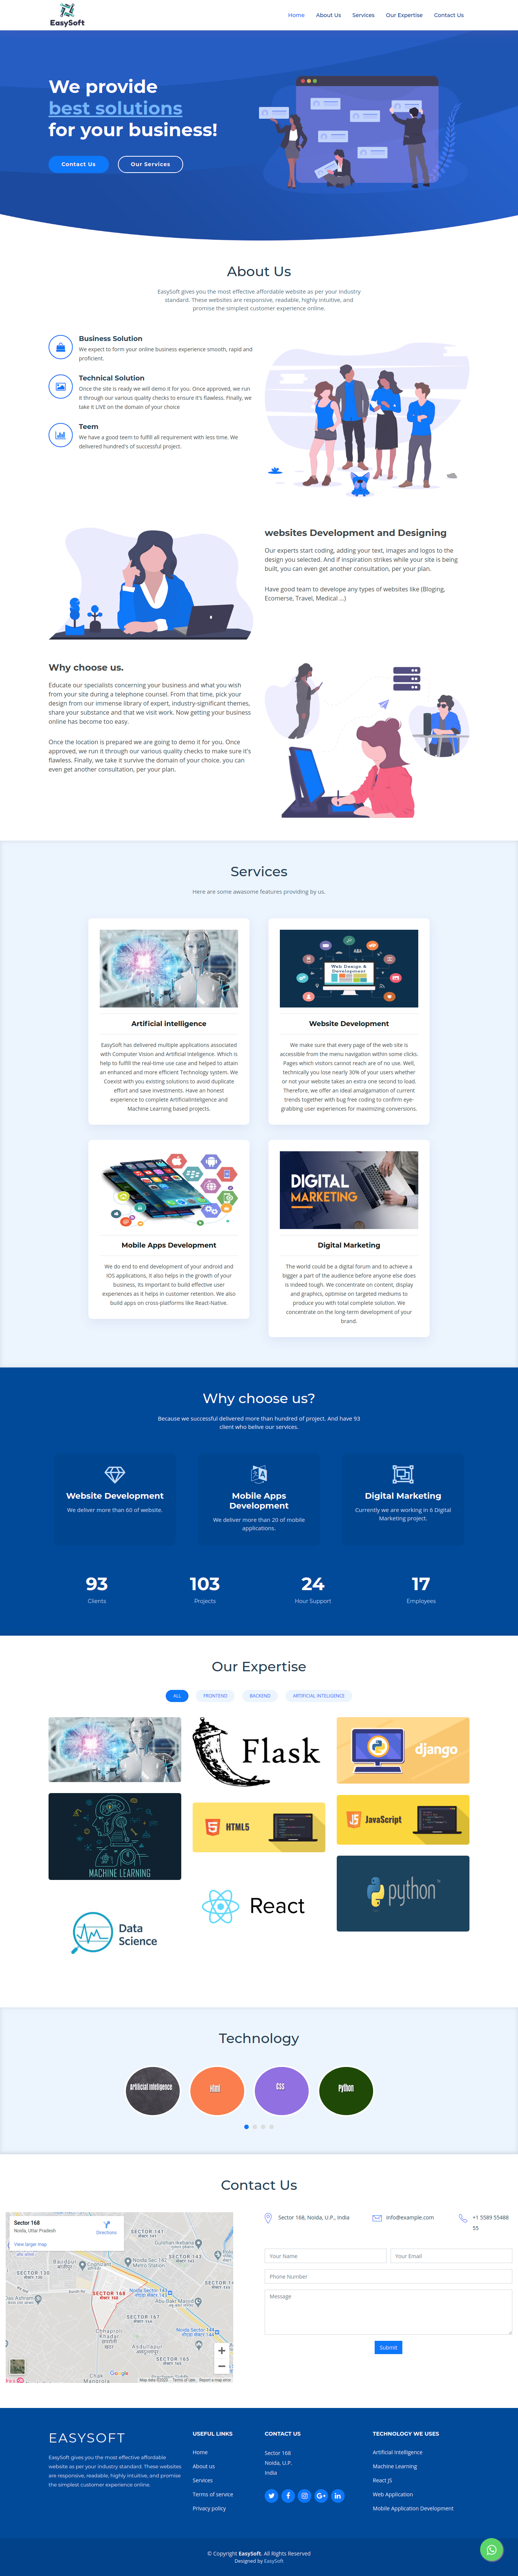 EasySoft
Home About Us Services Our Expertise Contact Us
We provide
best solutions
for your business!
Contact Us
Our Services
About Us
EasySoft gives you the most effective affordable website as per your industry
standard. These websites are responsive, readable, highly intuitive, and
promise the simplest customer experience online.
Business Solution
We expect to form your online business experience smooth, rapid and
proficient.
Technical Solution
Once the site is ready we will demo it for you. Once approved, we run
it through our various quality checks to ensure it's flawless. Finally, we
take it LIVE on the domain of your choice
Teem
We have a good teem to fulfill all requirement with less time. We
delivered hundred's of successful project.
websites Development and Designing
Our experts start coding, adding your text, images and logos to the
design you selected. And if inspiration strikes while your site is being
built, you can even get another consultation, per your plan.
Have good team to develop any types of websites like (Bloging,
Ecomerse, Travel, Medical ...)
Why choose us.
Educate our specialists concerning your business and what you wish
from your site during a telephone counsel. From that time, pick your
design from our immense library of expert, industry-significant themes,
share your substance and that we visit work. Now getting your business
online has become too easy.
Once the location is prepared we are going to demo it for you. Once
approved, we run it through our various quality checks to make sure it's
flawless. Finally, we take it survive the domain of your choice. you can
even get another consultation, per your plan.
Services
Here are some awasome features providing by us.
Artificial intelligence
EasySoft has delivered multiple applications associated
with Computer Vision and Artificial intelligence. Which is
help to fulfill the real-time use case and helped to attain
an enhanced and more efficient Technology system. We
Coexist with you existing solutions to avoid duplicate
effort and save investments. Have an honest
experience to complete ArtificialIntelligence and
Machine Learning based projects.
Web Design &
Development
Website Development
We make sure that every page of the web site is
accessible from the menu navigation within some clicks.
Pages which visitors cannot reach are of no use. Well,
technically you lose nearly 30% of your users whether
or not your website takes an extra one second to load.
Therefore, we offer an ideal amalgamation of current
trends together with bug free coding to confirm eye-
grabbing user experiences for maximizing conversions.
Mobile Apps Development
We do end to end development of your android and
IOS applications, it also helps in the growth of your
business, its important to build effective user
experiences as it helps in customer retention. We also
build apps on cross-platforms like React-Native.
DIGITAL
MARKETING
Digital Marketing
The world could be a digital forum and to achieve a
bigger a part of the audience before anyone else does
is indeed tough. We concentrate on content, display
and graphics, optimise on targeted mediums to
produce you with total complete solution. We
concentrate on the long-term development of your
brand.
Why choose us?
Because we successful delivered more than hundred of project. And have 93
client who belive our services.
Website Development
We deliver more than 60 of website.
Mobile Apps
Development
We deliver more than 20 of mobile
applications.
Digital Marketing
Currently we are working in 6 Digital
Marketing project.
93
Clients
103
Projects
24
Hour Support
17
Employees
Our Expertise
ALL FRONTEND BACKEND ARTIFICIAL INTELIGENCE
Flask
django
MACHINE LEARNING
HTML5
JavaScript
python
React
Data
Science
Technology
Artificial Inteligence
Html
CSS
Python
Contact Us
Sector 168
Noida, Uttar Pradesh
Directions
View larger map
SECTOR 141
SECTOR 168
SECTOR 167
SECTOR 165
Google
Sector 168, Noida, U.P., India
info@example.com
+1 5589 55488
55
Your Name
Your Email
Phone Number
Message
Submit
EASYSOFT
EasySoft gives you the most effective affordable
website as per your industry standard. These websites
are responsive, readable, highly intuitive, and promise
the simplest customer experience online.
USEFUL LINKS
Home
About us
Services
Terms of service
Privacy policy
CONTACT US
Sector 168
Noida, U.P.
India
TECHNOLOGY WE USES
Artificial Intelligence
Machine Learning
React JS
Web Application
Mobile Application Development
© Copyright EasySoft. All Rights Reserved
Designed by EasySoft